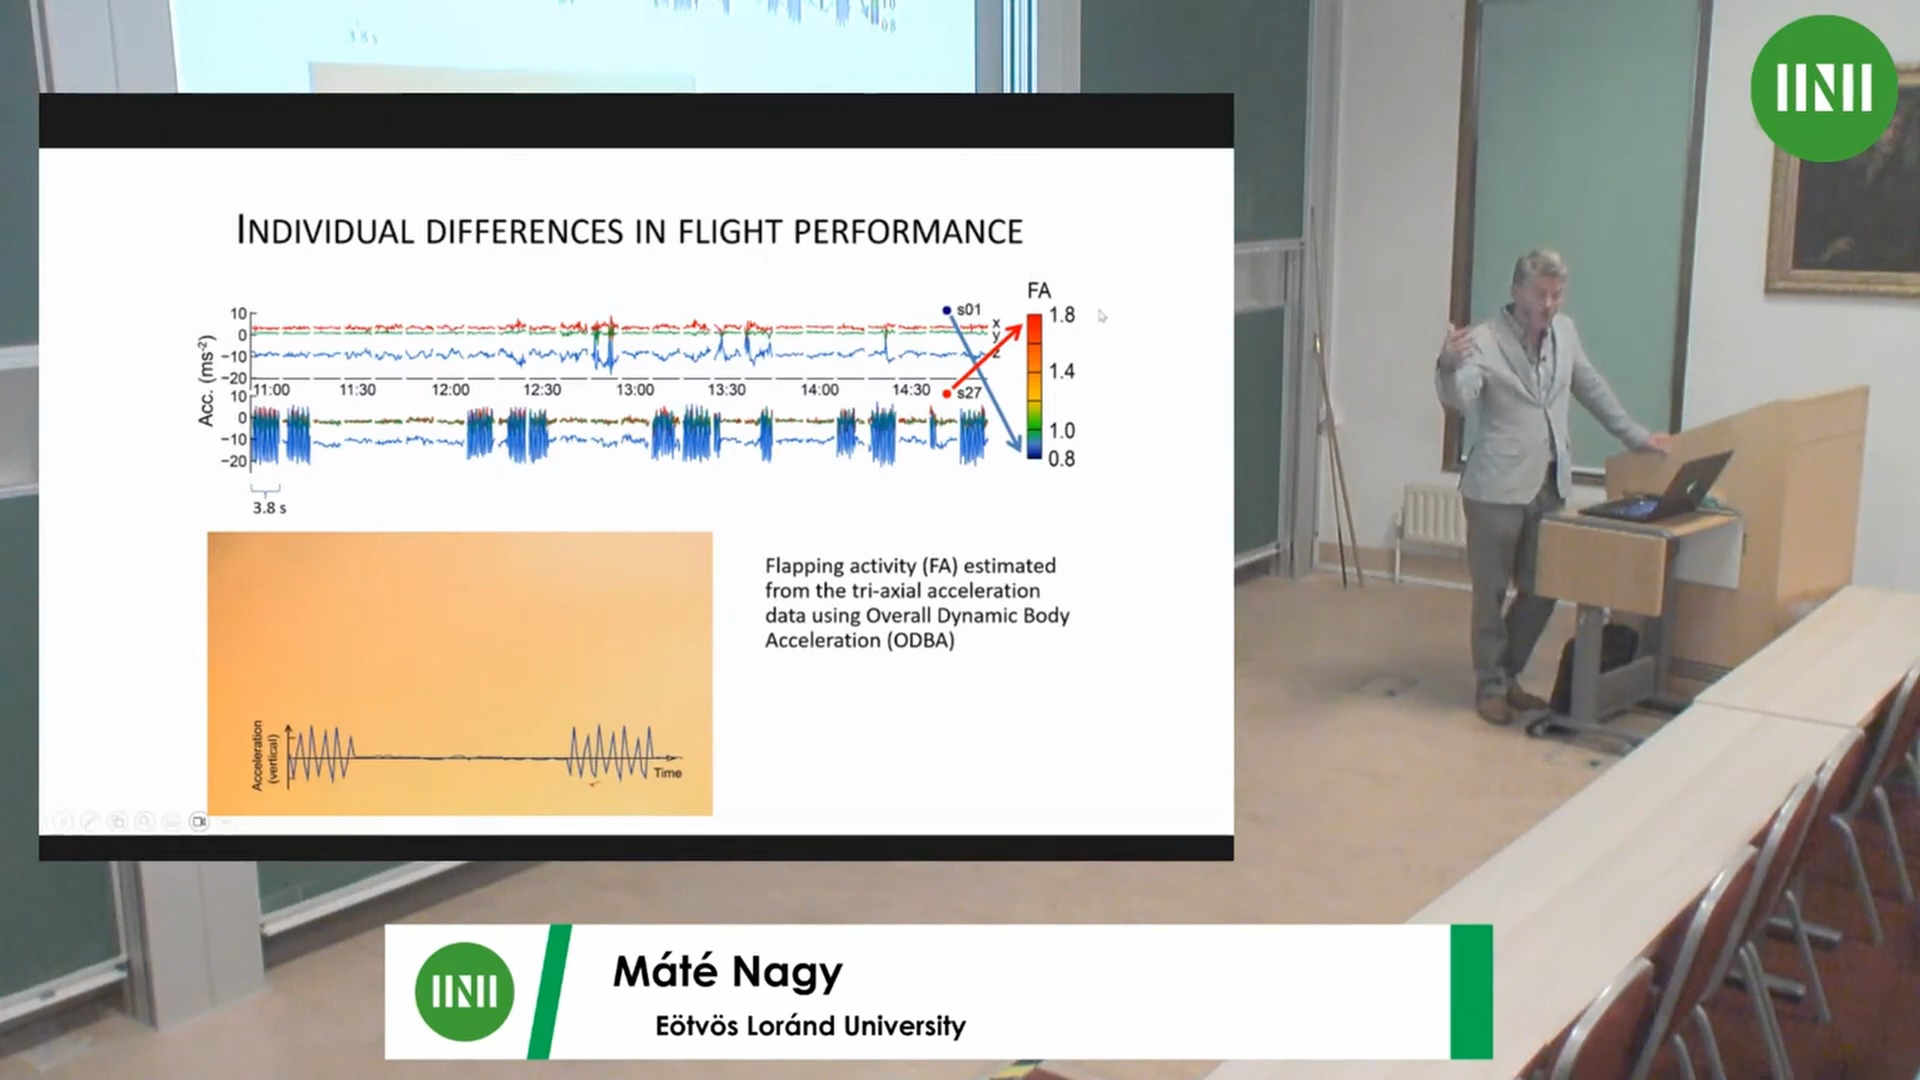 3.8 s
08
INII
INDIVIDUAL DIFFERENCES IN FLIGHT PERFORMANCE
FA
10
0
−10
−20
Acc. (ms-2)
s01
x
y
z
1.8
1.4
1.0
0.8
11:00 11:30 12:00 12:30 13:00 13:30 14:00 14:30
s27
10
0
−10
−20
3.8 s
Flapping activity (FA) estimated
from the tri-axial acceleration
data using Overall Dynamic Body
Acceleration (ODBA)
Acceleration
(vertical)
Time
INII
Máté Nagy
Eötvös Loránd University